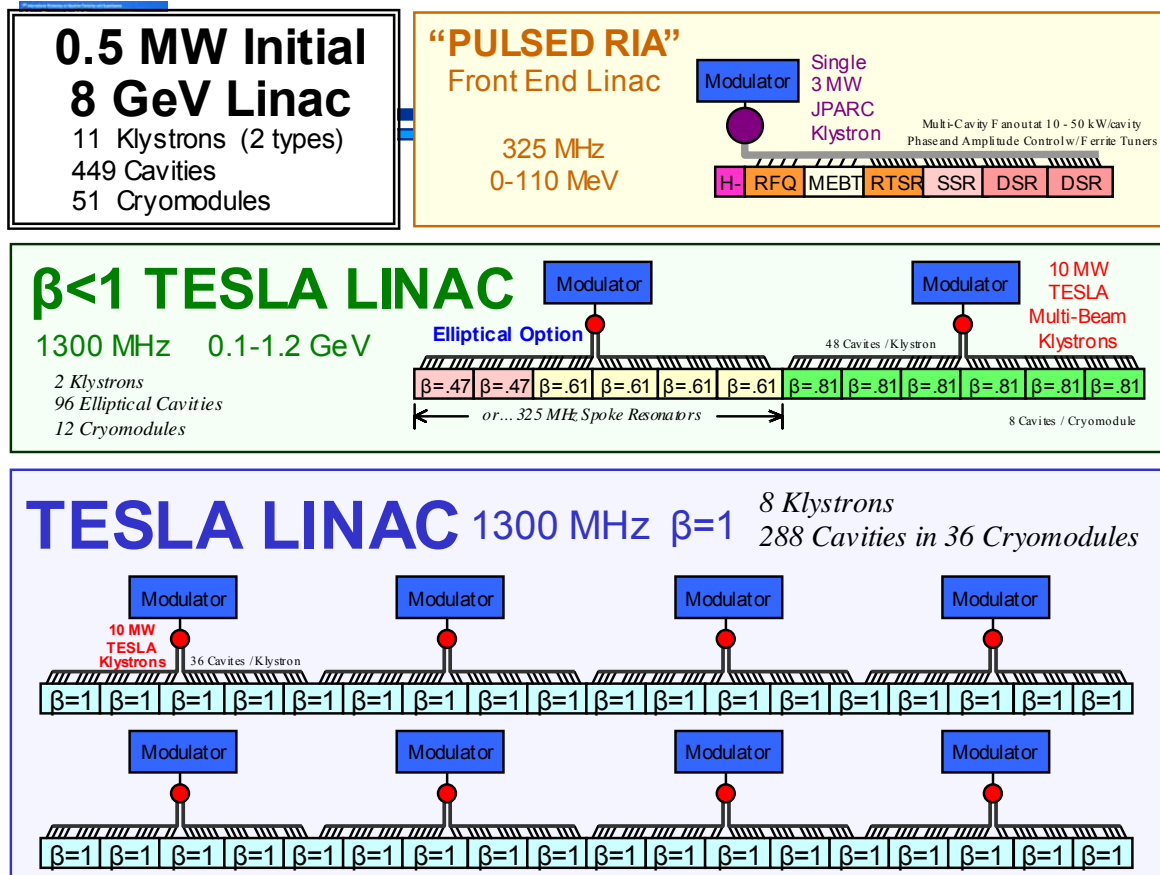 0.5 MW Initial
8 GeV Linac
11 Klystrons (2 types)
449 Cavities
51 Cryomodules
“PULSED RIA”
Front End Linac
325 MHz
0-110 MeV
Modulator
Single
3 MW
JPARC
Klystron
Multi-Cavity Fanout at 10 - 50 kW/cavity
Phase and Amplitude Control w/ Ferrite Tuners
H- RFQ MEBT RTSR SSR DSR DSR
β<1 TESLA LINAC
1300 MHz 0.1-1.2 GeV
2 Klystrons
96 Elliptical Cavities
12 Cryomodules
Modulator Modulator
Elliptical Option
48 Cavites / Klystron
10 MW
TESLA
Multi-Beam
Klystrons
β=.47 β=.47 β=.61 β=.61 β=.61 β=.61 β=.81 β=.81 β=.81 β=.81 β=.81 β=.81
or... 325 MHz Spoke Resonators
8 Cavites / Cryomodule
TESLA LINAC 1300 MHz β=1
8 Klystrons
288 Cavities in 36 Cryomodules
Modulator Modulator Modulator Modulator
10 MW
TESLA
Klystrons
36 Cavites / Klystron
β=1 β=1 β=1 β=1 β=1 β=1 β=1 β=1 β=1 β=1 β=1 β=1 β=1 β=1 β=1 β=1 β=1 β=1
Modulator Modulator Modulator Modulator
β=1 β=1 β=1 β=1 β=1 β=1 β=1 β=1 β=1 β=1 β=1 β=1 β=1 β=1 β=1 β=1 β=1 β=1